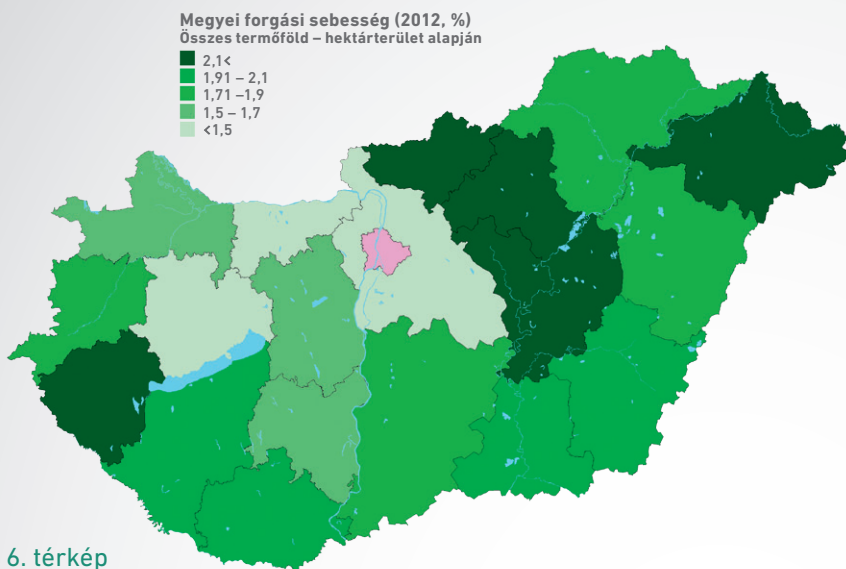 Megyei forgási sebesség (2012, %)
Összes termőföld – hektárterület alapján
2,1<
1,91 – 2,1
1,71 –1,9
1,5 – 1,7
<1,5
6. térkép